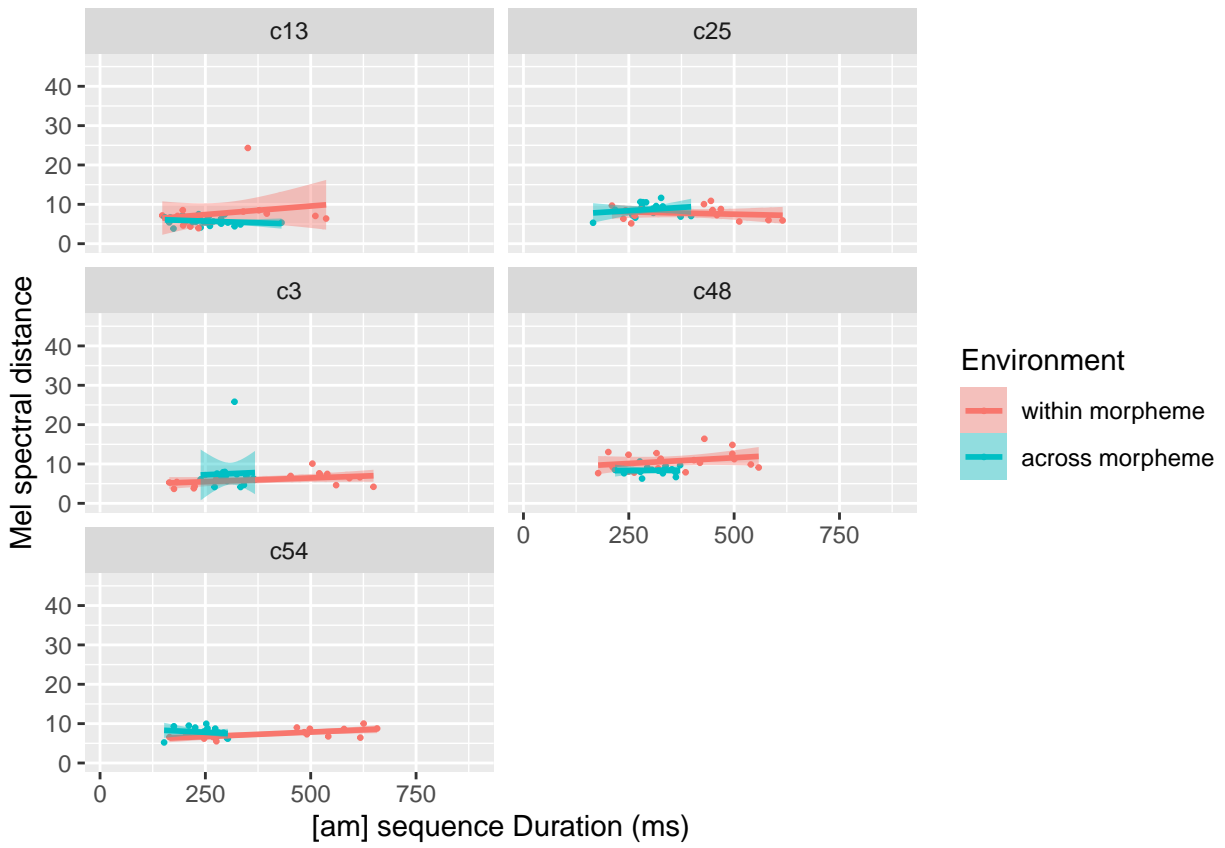 c13
c25
40
30
20
10
0
c3
c48
40
30
20
10
0
0
250
500
750
c54
40
30
20
10
0
0
250
500
750
[am] sequence Duration (ms)
Mel spectral distance
Environment
within morpheme
across morpheme